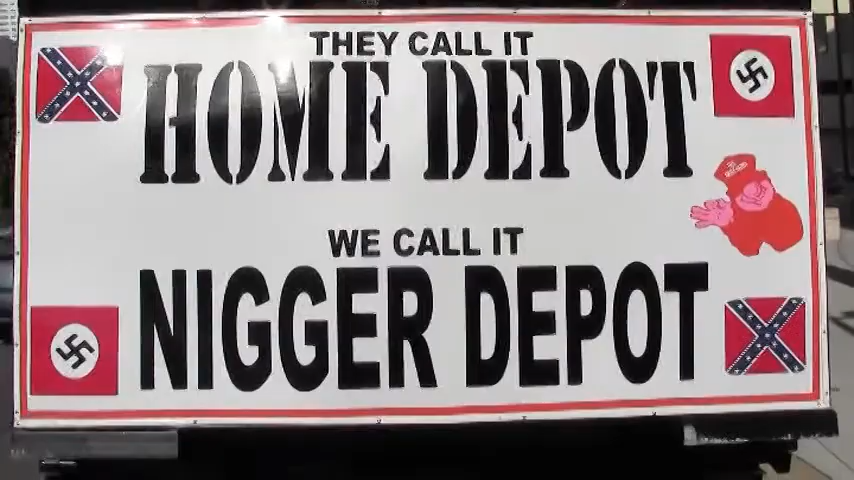 THEY CALL IT
HOME DEPOT
WE CALL IT
NIGGER DEPOT